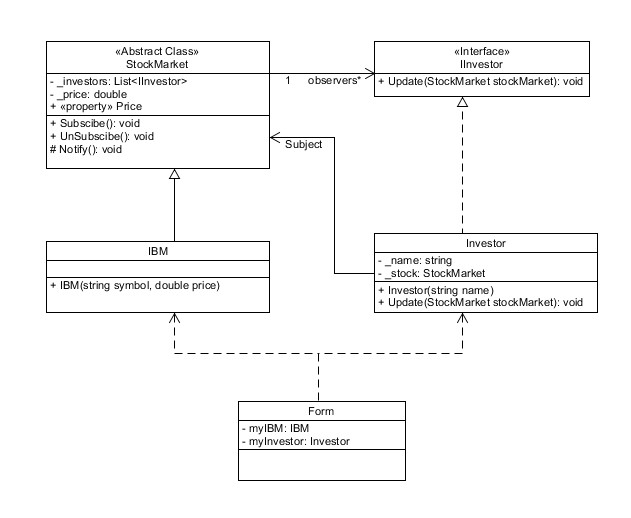 «Abstract Class»
StockMarket
- _investors: List<IInvestor>
- _price: double
+ «property» Price
+ Subscibe(): void
+ UnSubscibe(): void
# Notify(): void
1 observers*
«Interface»
IInvestor
+ Update(StockMarket stockMarket): void
Subject
IBM
+ IBM(string symbol, double price)
Investor
- _name: string
- _stock: StockMarket
+ Investor(string name)
+ Update(StockMarket stockMarket): void
Form
- myIBM: IBM
- myInvestor: Investor